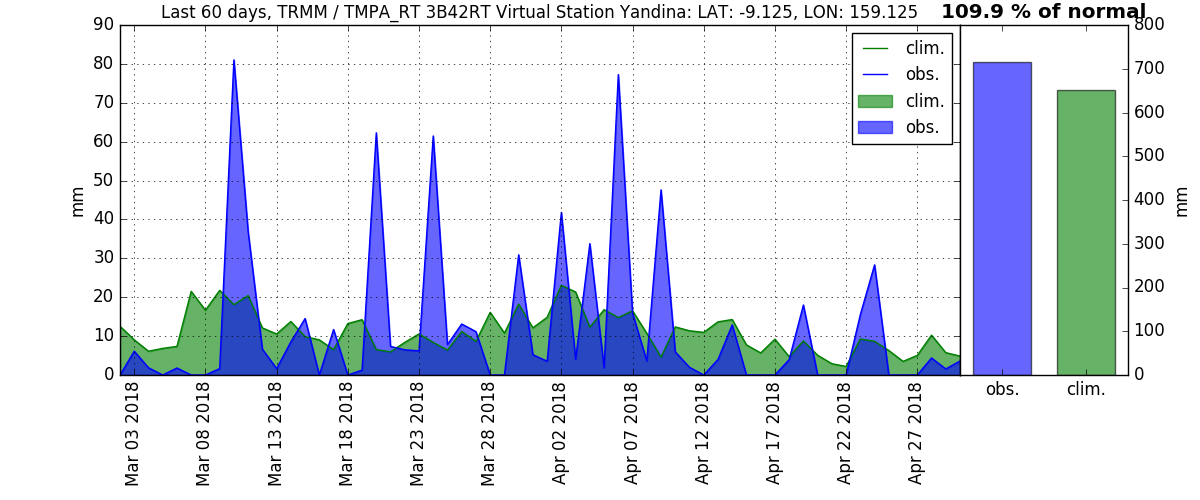 Last 60 days, TRMM / TMPA_RT 3B42RT Virtual Station Yandina: LAT: -9.125, LON: 159.125
109.9 % of normal
90
80
70
60
50
40
30
20
10
0
mm
clim.
obs.
clim.
obs.
Mar 03 2018
Mar 08 2018
Mar 13 2018
Mar 18 2018
Mar 23 2018
Mar 28 2018
Apr 02 2018
Apr 07 2018
Apr 12 2018
Apr 17 2018
Apr 22 2018
Apr 27 2018
800
700
600
500
400
300
200
100
0
mm
obs.
clim.